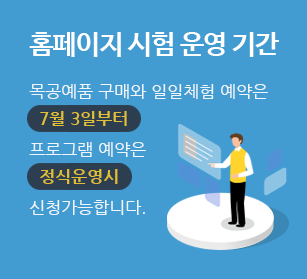 홈페이지 시험 운영 기간
목공예품 구매와 일일체험 예약은
7월 3일부터
프로그램 예약은
정식운영시
신청가능합니다.